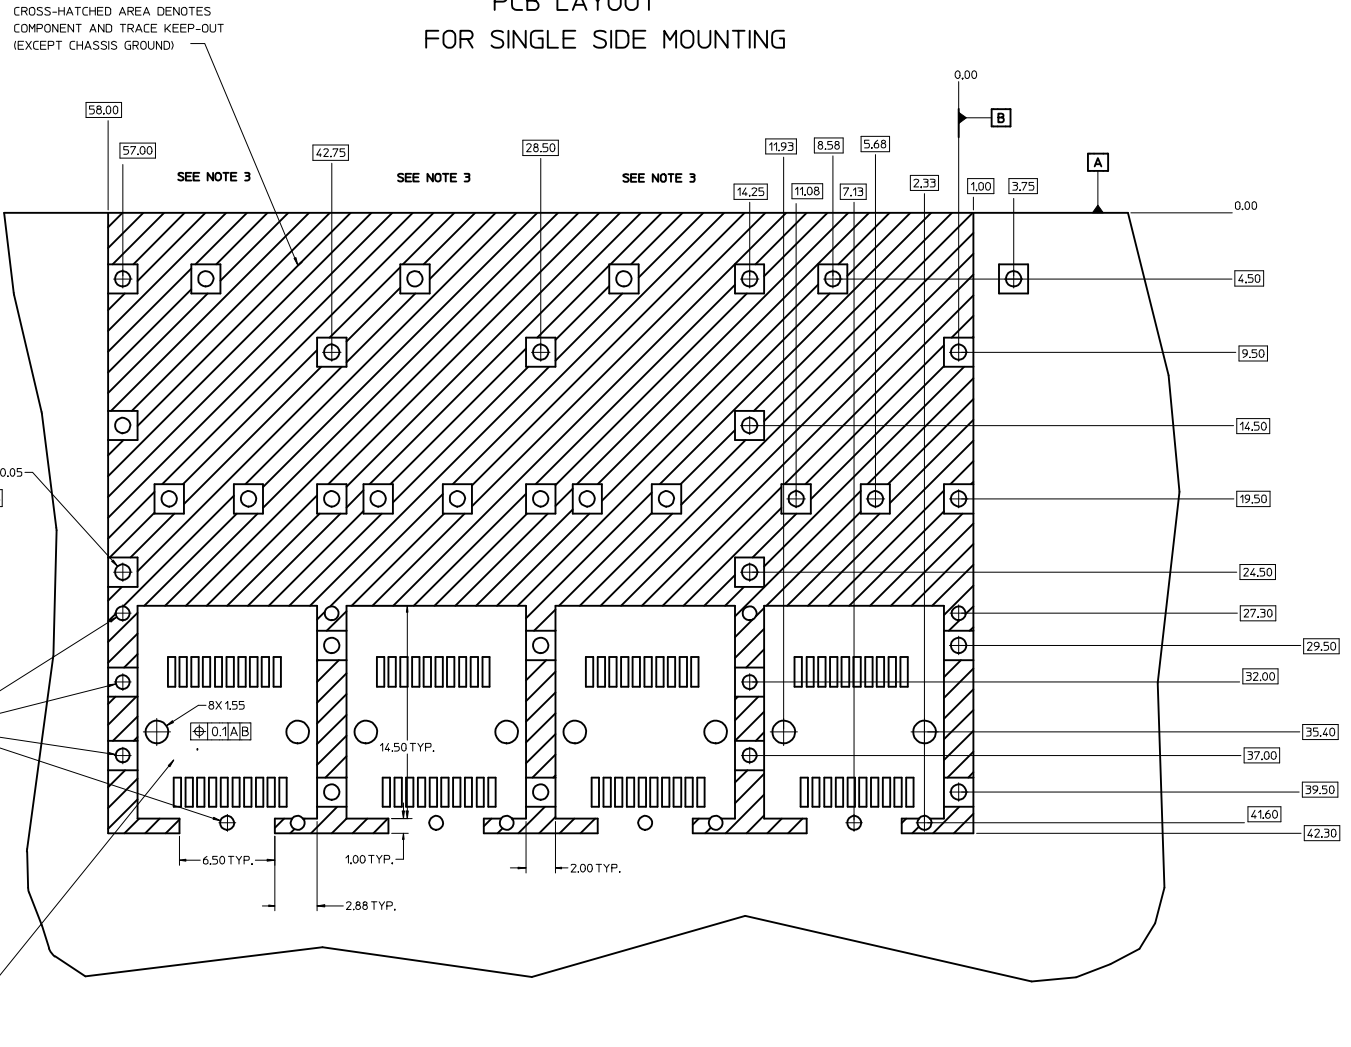 CROSS-HATCHED AREA DENOTES
COMPONENT AND TRACE KEEP-OUT
(EXCEPT CHASSIS GROUND)
PCB LAYOUT
FOR SINGLE SIDE MOUNTING
0.00
B
58.00
57.00
SEE NOTE 3
42.75
SEE NOTE 3
28.50
SEE NOTE 3
14.25
11.93
11.08
8.58
7.13
5.68
2.33
1.00
3.75
A
0.00
4.50
9.50
14.50
0.05
19.50
24.50
27.30
29.50
32.00
8X 1.55
0.1 A B
14.50 TYP.
35.40
37.00
39.50
41.60
42.30
6.50 TYP.
1.00 TYP.
2.00 TYP.
2.88 TYP.